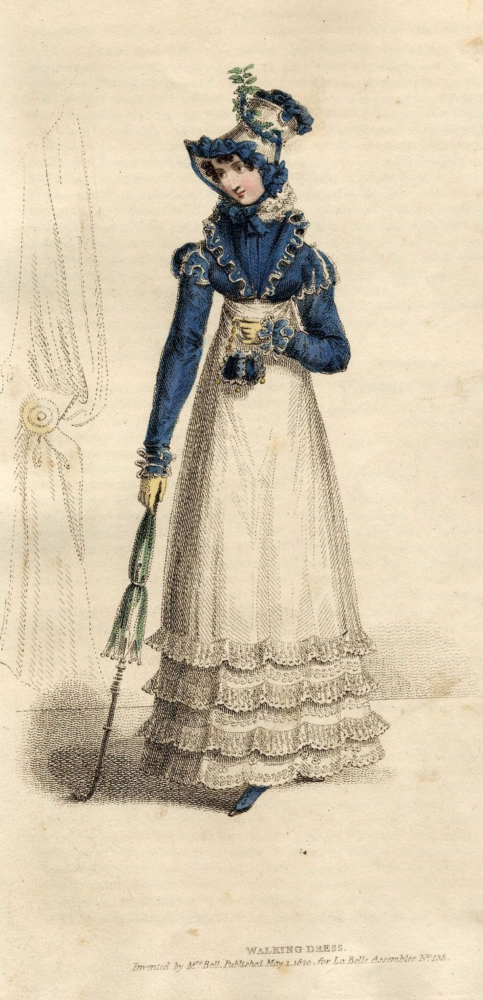 WALKING DRESS.
Invented by Mrs Bell. Published May 1. 1820. for La Belle Assemblee No 135.